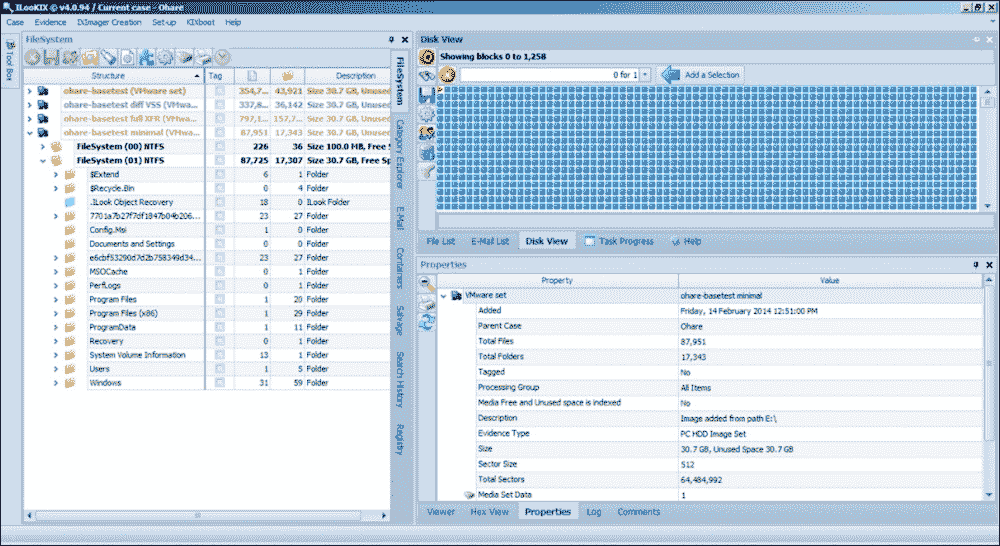 ILooKIX © v4.0.94 / Current case - Ohare
Case Evidence IXImager Creation Set-up KIXboot Help
Tool Box
FileSystem
Structure Tag Description
ohare-basetest (VMware set) 354,7... 43,921 Size 30.7 GB, Unused
ohare-basetest diff VSS (VMwa... 337,8... 36,142 Size 30.7 GB, Unused
ohare-basetest full XFR (VMwar... 797,1... 157,7... Size 30.7 GB, Unused
ohare-basetest minimal (VMwar... 87,951 17,343 Size 30.7 GB, Unused
FileSystem (00) NTFS 226 36 Size 100.0 MB, Free S
FileSystem (01) NTFS 87,725 17,307 Size 30.7 GB, Free Sp
$Extend 6 1 Folder
$Recycle.Bin 0 4 Folder
.ILook Object Recovery 18 0 ILook Folder
7701a7b27f7df1847b04b206... 23 27 Folder
Config.Msi 1 0 Folder
Documents and Settings 0 0 Folder
e6cbf53290d7d2b758349d34... 23 27 Folder
MSOCache 0 1 Folder
PerfLogs 0 1 Folder
Program Files 1 20 Folder
Program Files (x86) 1 29 Folder
ProgramData 1 11 Folder
Recovery 0 1 Folder
System Volume Information 13 1 Folder
Users 1 5 Folder
Windows 31 59 Folder
FileSystem
Category Explorer
E-Mail
Containers
Salvage
Search History
Registry
Disk View
Showing blocks 0 to 1,258
0 for 1 Add a Selection
File List E-Mail List Disk View Task Progress Help
Properties
Property Value
VMware set ohare-basetest minimal
Added Friday, 14 February 2014 12:51:00 PM
Parent Case Ohare
Total Files 87,951
Total Folders 17,343
Tagged No
Processing Group All Items
Media Free and Unused space is indexed No
Description Image added from path E:\
Evidence Type PC HDD Image Set
Size 30.7 GB, Unused Space 30.7 GB
Sector Size 512
Total Sectors 64,484,992
Media Set Data 1
Viewer Hex View Properties Log Comments